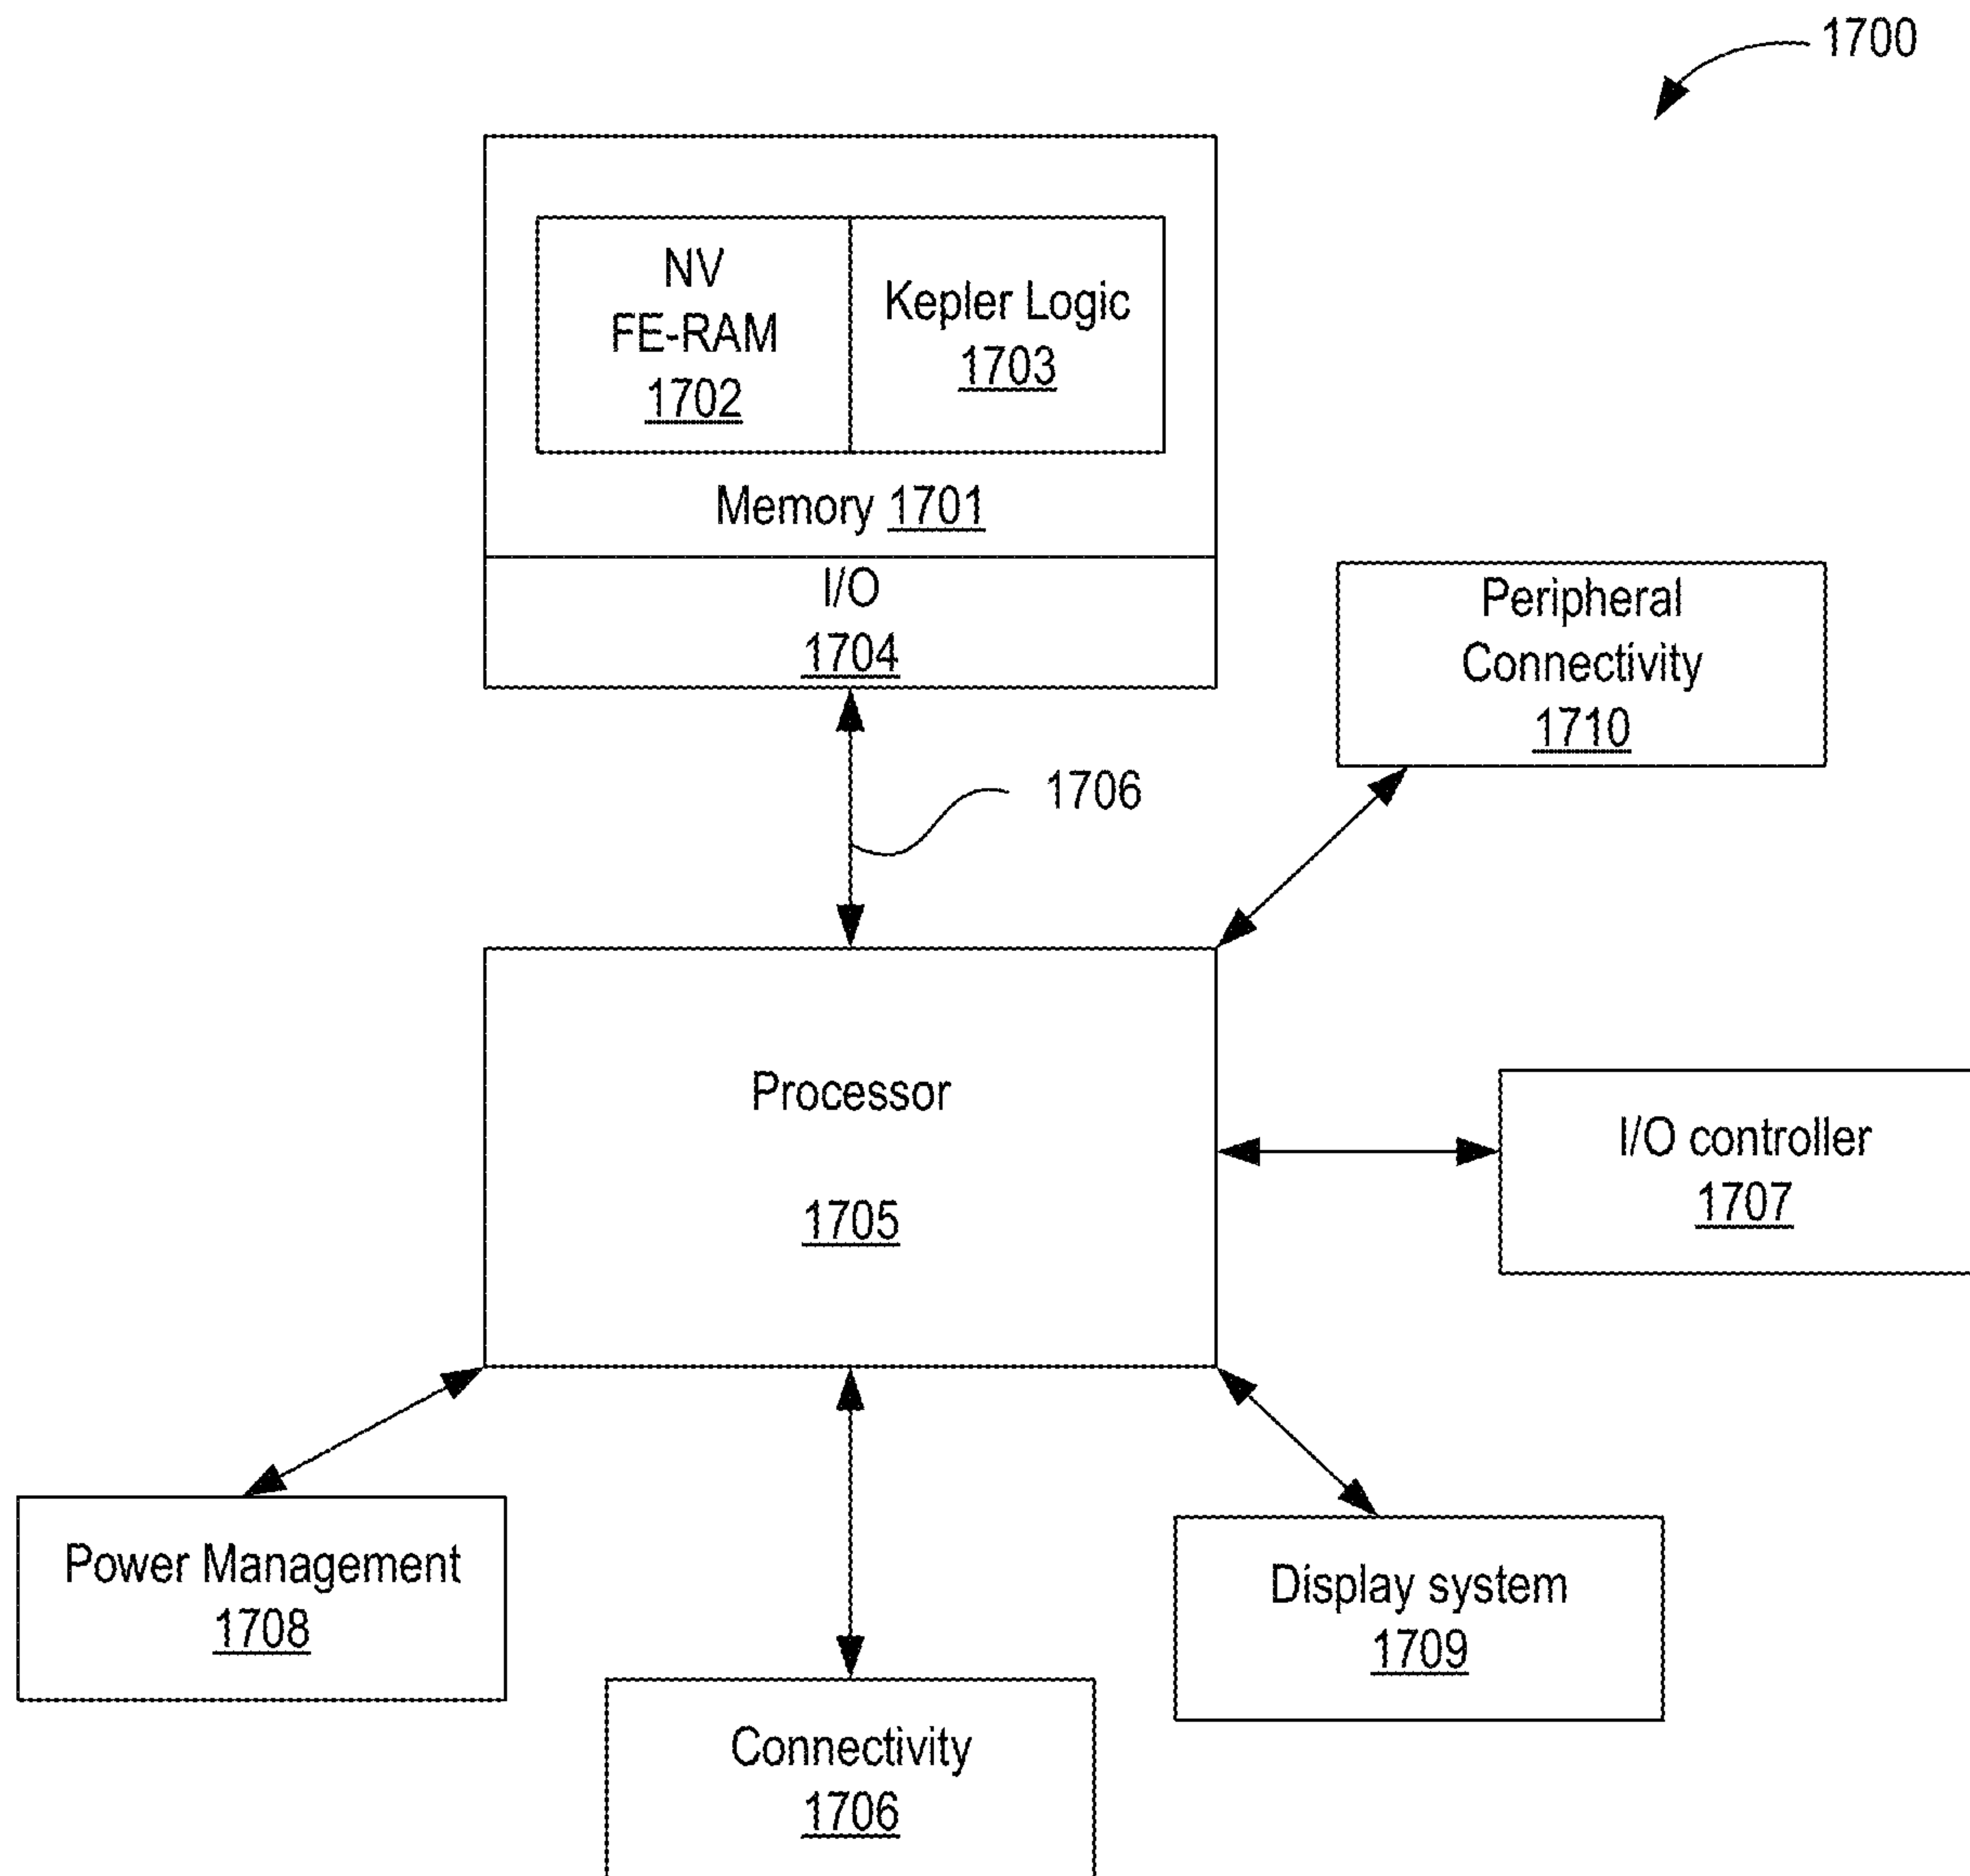 1700
NV
FE-RAM
1702
Kepler Logic
1703
Memory 1701
I/O
1704
Peripheral
Connectivity
1710
1706
Processor
1705
I/O controller
1707
Power Management
1708
Display system
1709
Connectivity
1706